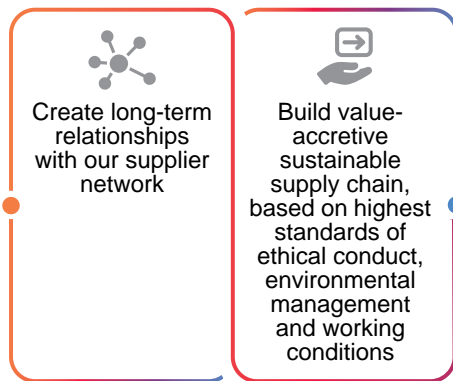 Create long-term
relationships
with our supplier
network
Build value-
accretive
sustainable
supply chain,
based on highest
standards of
ethical conduct,
environmental
management
and working
conditions